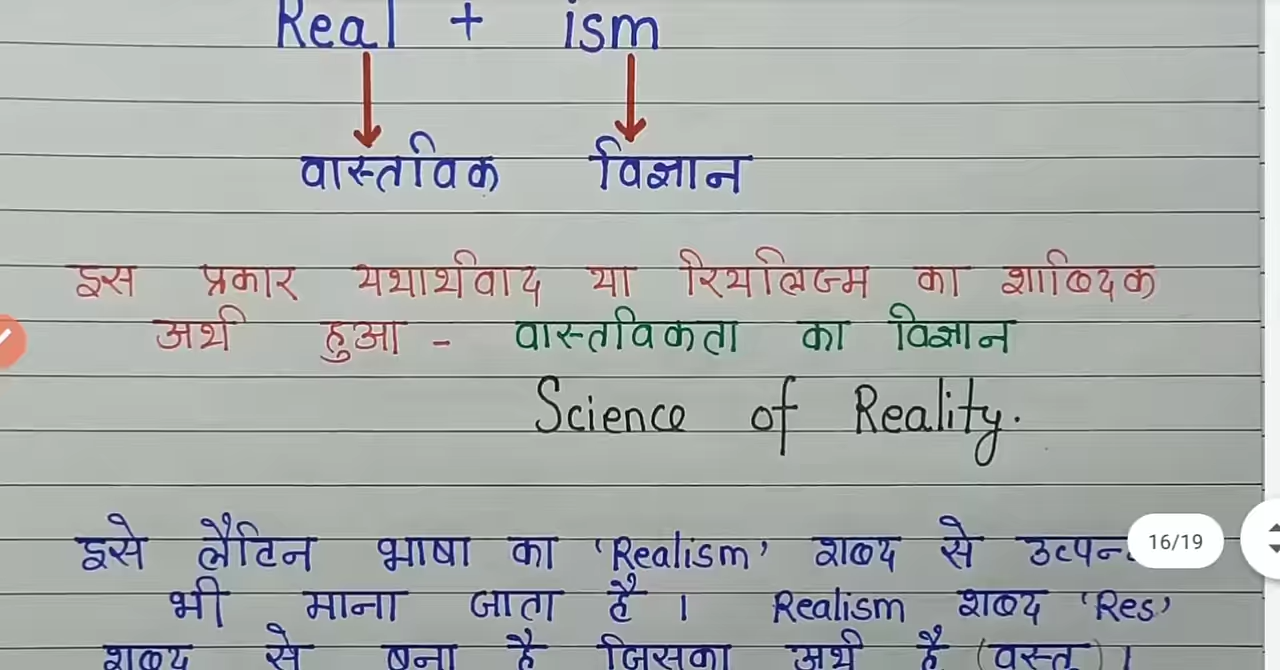 Real + ism
वास्तविक विज्ञान
इस प्रकार यथार्थवाद या रियलिज्म का शाब्दिक
अर्थ हुआ - वास्तविकता का विज्ञान
Science of Reality.
इसे लैटिन भाषा का 'Realism' शब्द से उत्पन्न
16/19
भी माना जाता है । Realism शब्द 'Res'
शब्द से बना है जिसका अर्थ है (वस्तु) ।